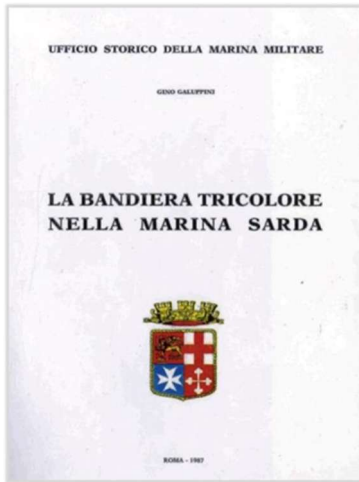 UFFICIO STORICO DELLA MARINA MILITARE
GINO GALUPPINI
LA BANDIERA TRICOLORE
NELLA MARINA SARDA
ROMA - 1987